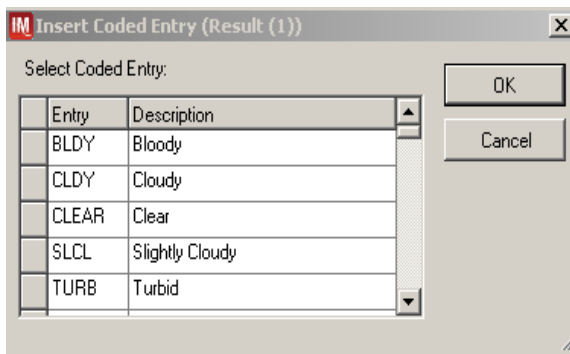 IM Insert Coded Entry (Result (1))
Select Coded Entry:
OK
Cancel
Entry Description
BLDY Bloody
CLDY Cloudy
CLEAR Clear
SLCL Slightly Cloudy
TURB Turbid